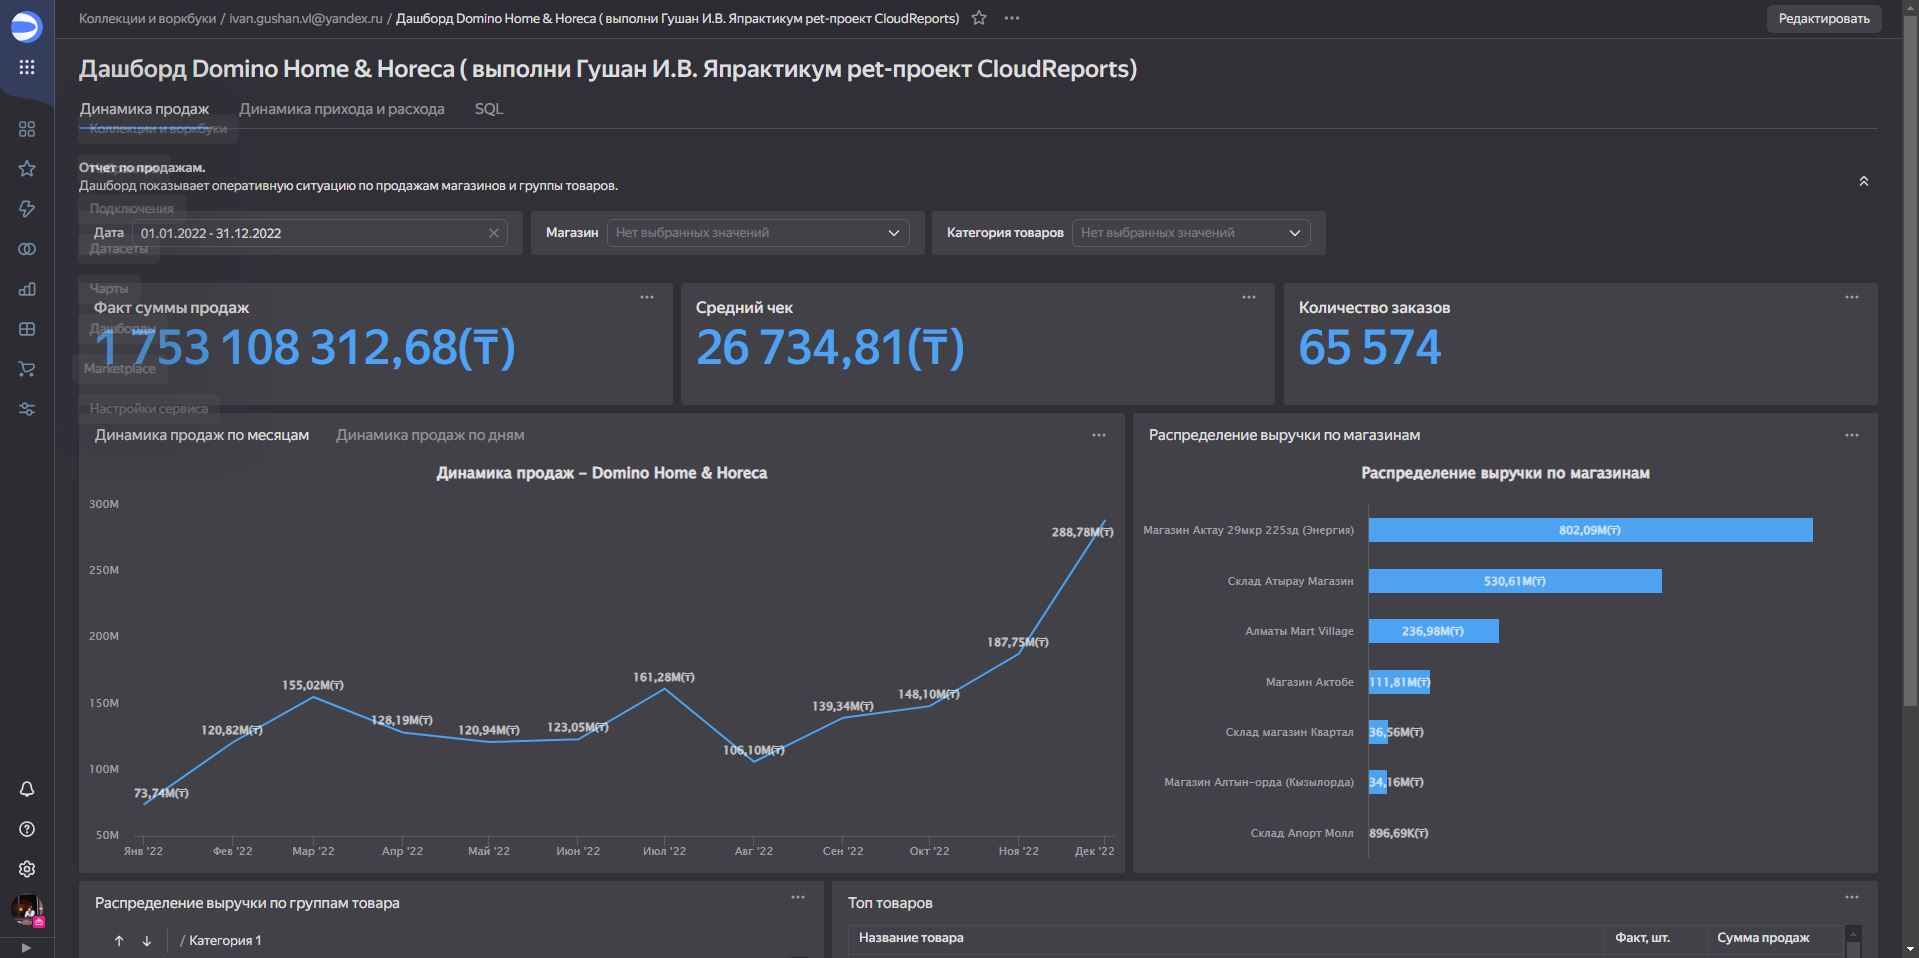 Коллекции и воркбуки / ivan.gushan.vl@yandex.ru / Дашборд Domino Home & Horeca ( выполни Гушан И.В. Япрактикум pet-проект CloudReports)
Редактировать
Дашборд Domino Home & Horeca ( выполни Гушан И.В. Япрактикум pet-проект CloudReports)
Динамика продаж
Динамика прихода и расхода
SQL
Коллекции и воркбуки
Отчет по продажам.
Дашборд показывает оперативную ситуацию по продажам магазинов и группы товаров.
Подключения
Дата
01.01.2022 - 31.12.2022
Магазин
Нет выбранных значений
Категория товаров
Нет выбранных значений
Датасеты
Чарты
Факт суммы продаж
1 753 108 312,68(₸)
Средний чек
26 734,81(₸)
Количество заказов
65 574
Дашборды
Marketplace
Настройки сервиса
Динамика продаж по месяцам
Динамика продаж по дням
Динамика продаж – Domino Home & Horeca
300M
250M
200M
150M
100M
50M
73,74M(₸)
120,82M(₸)
155,02M(₸)
128,19M(₸)
120,94M(₸)
123,05M(₸)
161,28M(₸)
106,10M(₸)
139,34M(₸)
148,10M(₸)
187,75M(₸)
288,78M(₸)
Янв '22
Фев '22
Мар '22
Апр '22
Май '22
Июн '22
Июл '22
Авг '22
Сен '22
Окт '22
Ноя '22
Дек '22
Распределение выручки по магазинам
Распределение выручки по магазинам
Магазин Актау 29мкр 225зд (Энергия)
802,09M(₸)
Склад Атырау Магазин
530,61M(₸)
Алматы Mart Village
236,98M(₸)
Магазин Актобе
111,81M(₸)
Склад магазин Квартал
36,56M(₸)
Магазин Алтын-орда (Кызылорда)
34,16M(₸)
Склад Апорт Молл
896,69K(₸)
Распределение выручки по группам товара
/ Категория 1
Топ товаров
Название товара
Факт, шт.
Сумма продаж